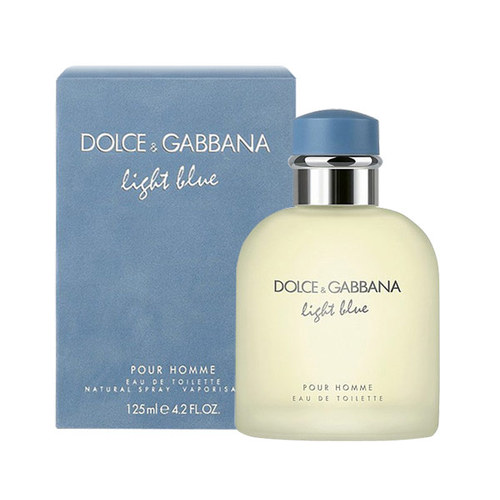 DOLCE & GABBANA
light blue
POUR HOMME
EAU DE TOILETTE
NATURAL SPRAY VAPORISA
125ml e 4.2 FL.OZ.
DOLCE & GABBANA
light blue
POUR HOMME
EAU DE TOILETTE